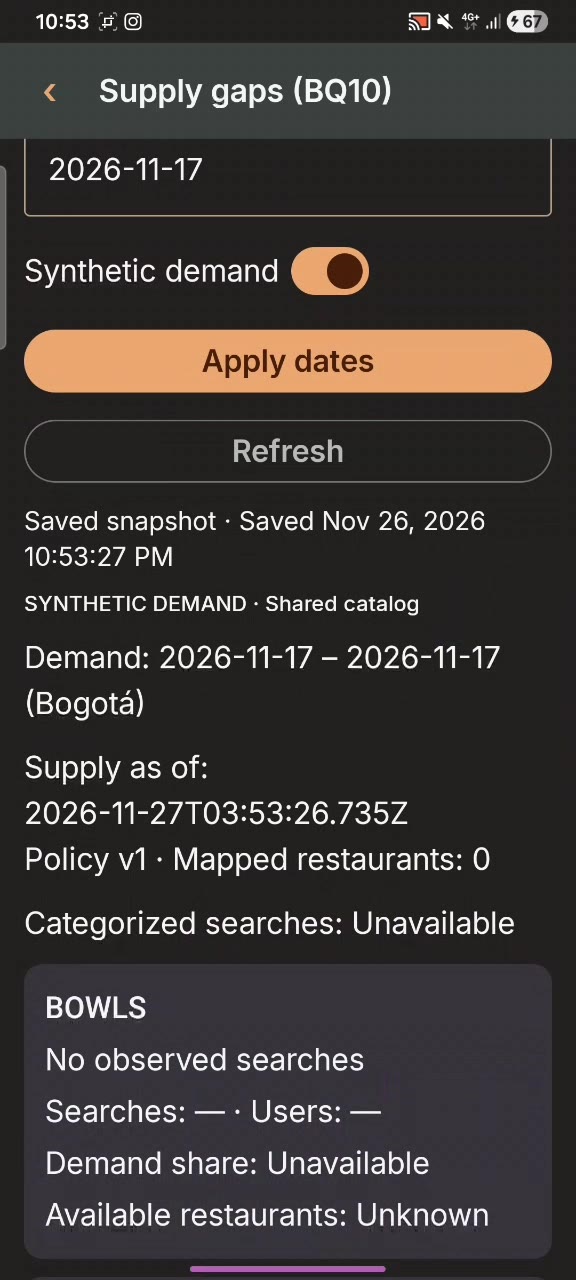 10:53
4G+
67
‹ Supply gaps (BQ10)
2026-11-17
Synthetic demand
Apply dates
Refresh
Saved snapshot · Saved Nov 26, 2026
10:53:27 PM
SYNTHETIC DEMAND · Shared catalog
Demand: 2026-11-17 – 2026-11-17
(Bogotá)
Supply as of:
2026-11-27T03:53:26.735Z
Policy v1 · Mapped restaurants: 0
Categorized searches: Unavailable
BOWLS
No observed searches
Searches: — · Users: —
Demand share: Unavailable
Available restaurants: Unknown